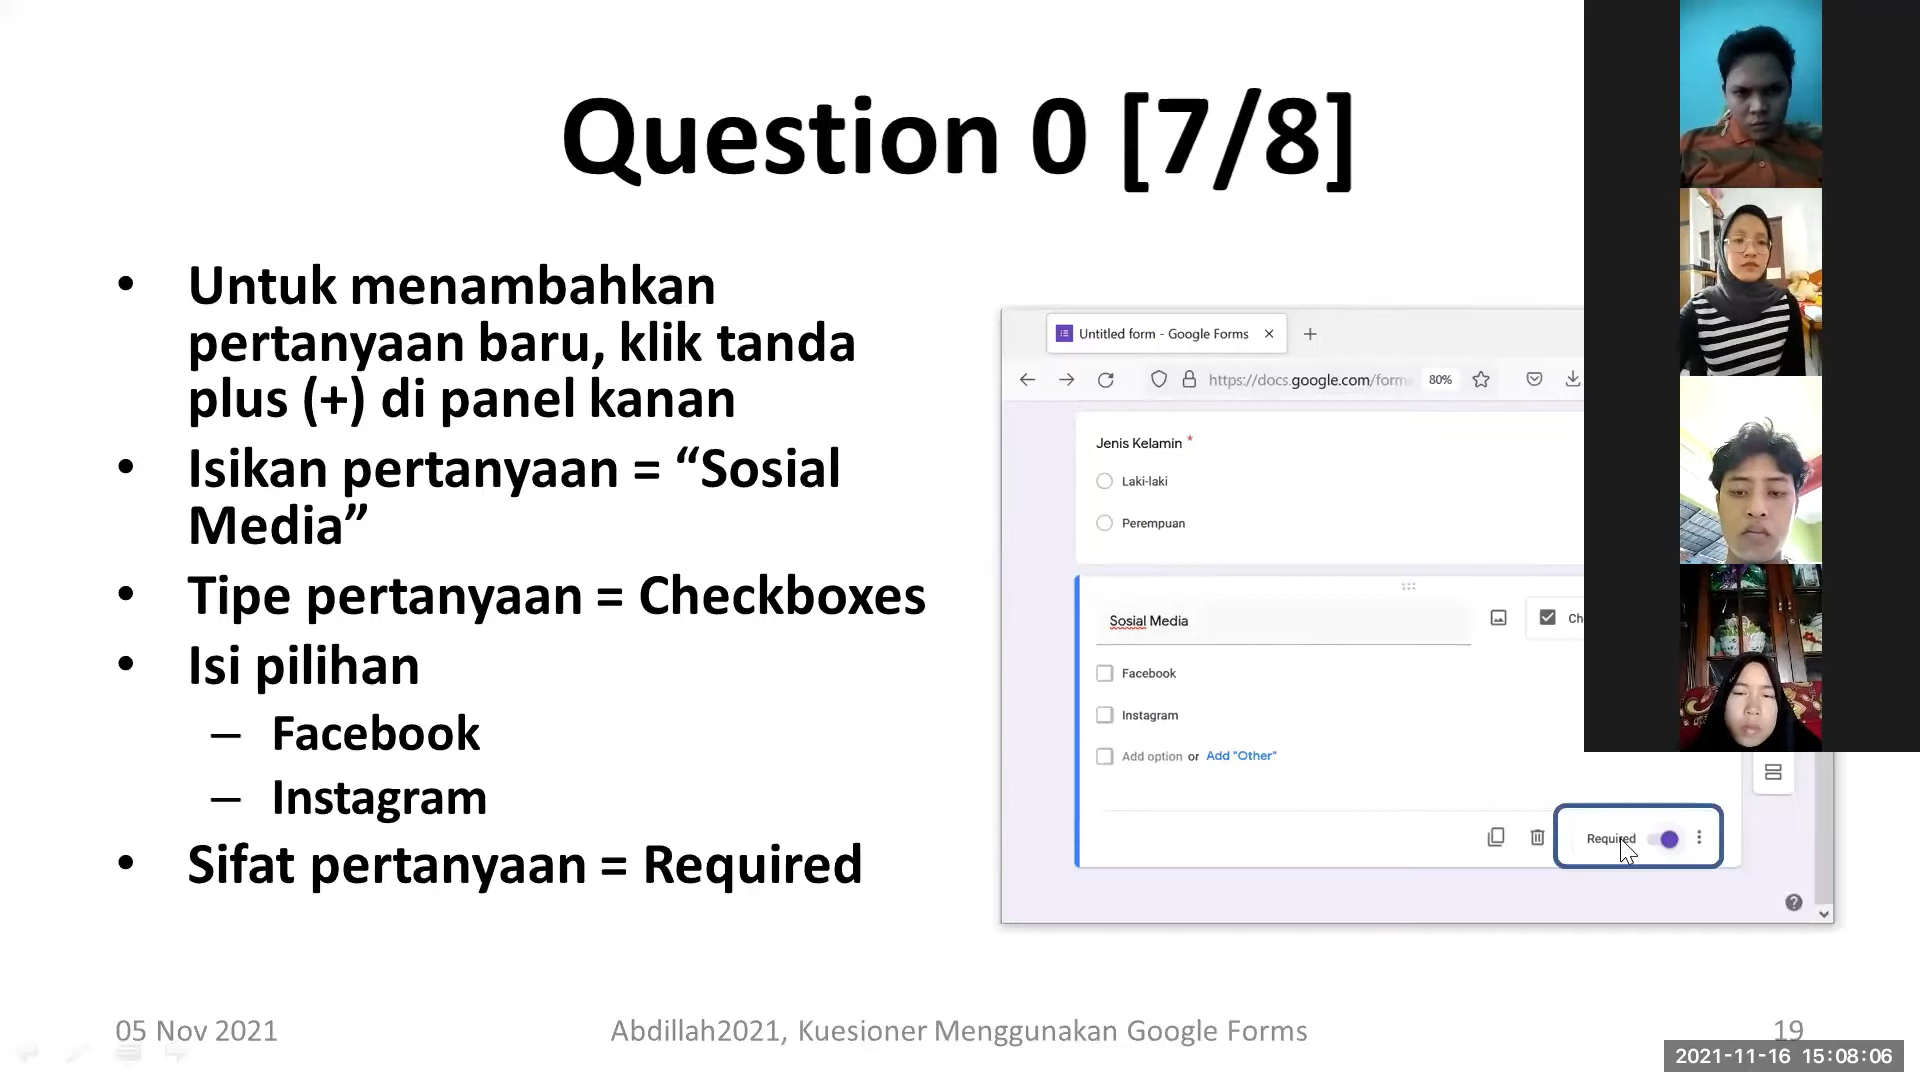 Question 0 [7/8]
• Untuk menambahkan
pertanyaan baru, klik tanda
plus (+) di panel kanan
• Isikan pertanyaan = “Sosial
Media”
• Tipe pertanyaan = Checkboxes
• Isi pilihan
– Facebook
– Instagram
• Sifat pertanyaan = Required
Untitled form - Google Forms
https://docs.google.com/form
80%
Jenis Kelamin *
Laki-laki
Perempuan
Sosial Media
Ch
Facebook
Instagram
Add option or Add "Other"
Required
05 Nov 2021
Abdillah2021, Kuesioner Menggunakan Google Forms
19
2021-11-16 15:08:06